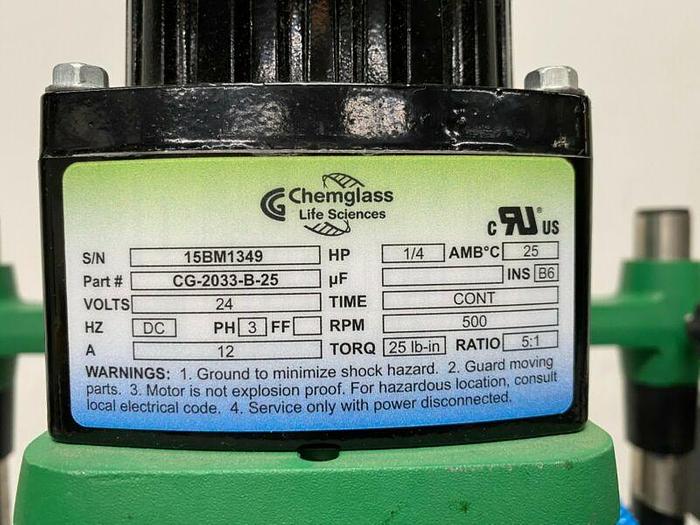 CG Chemglass
Life Sciences
C RU ® US
S/N 15BM1349 HP 1/4 AMB°C 25
Part # CG-2033-B-25 µF INS B6
VOLTS 24 TIME CONT
HZ DC PH 3 FF RPM 500
A 12 TORQ 25 lb-in RATIO 5:1
WARNINGS: 1. Ground to minimize shock hazard. 2. Guard moving
parts. 3. Motor is not explosion proof. For hazardous location, consult
local electrical code. 4. Service only with power disconnected.